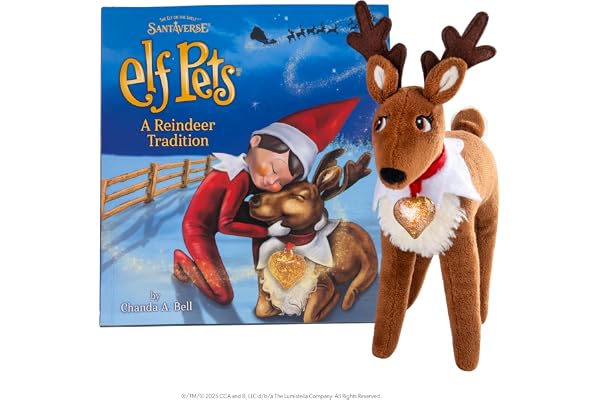 THE ELF ON THE SHELF®
SANTAVERSE®
elf Pets®
A Reindeer
Tradition
by
Chanda A. Bell
®/TM/© 2025 CCA and B, LLC d/b/a The Lumistella Company. All Rights Reserved.